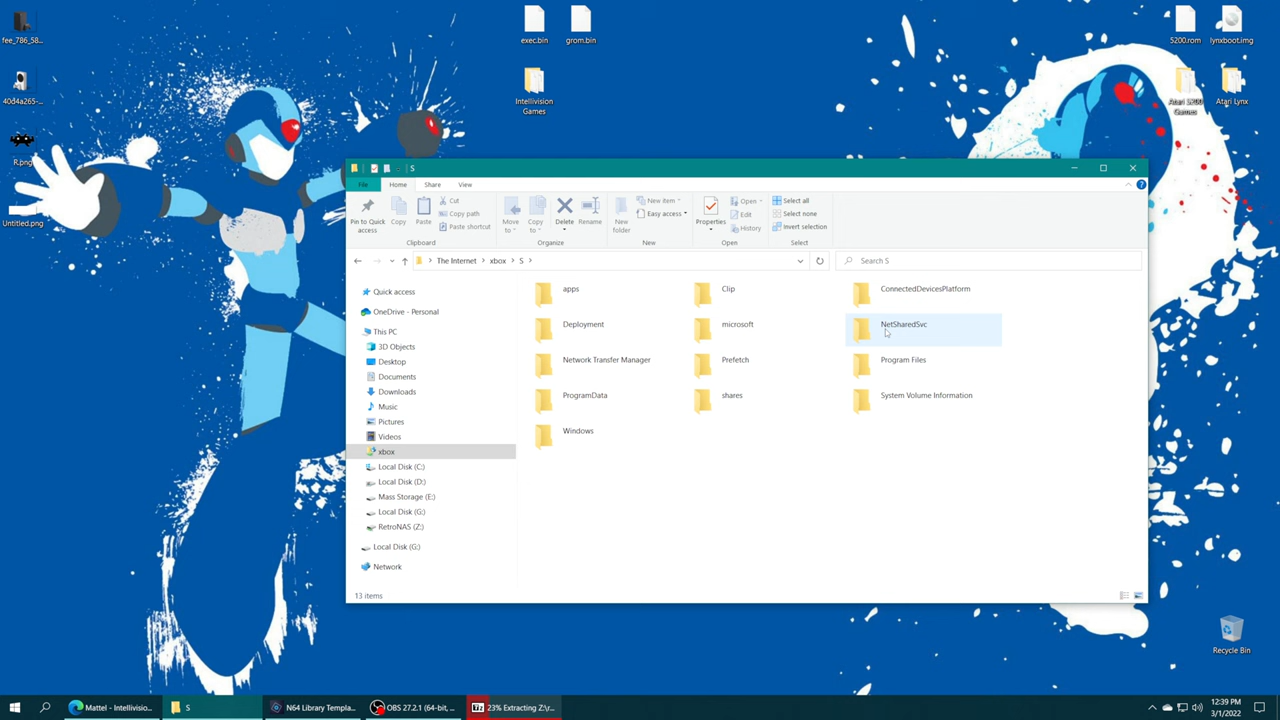 fee_786_58...
40d4a265-...
R.png
Untitled.png
exec.bin
grom.bin
Intellivision
Games
5200.rom
lynxboot.img
Atari 5200
Games
Atari Lynx
Recycle Bin
S
File
Home
Share
View
Pin to Quick
access
Copy
Paste
Cut
Copy path
Paste shortcut
Clipboard
Move
to
Copy
to
Delete
Rename
Organize
New
folder
New item
Easy access
New
Properties
Open
Edit
History
Open
Select all
Select none
Invert selection
Select
The Internet > xbox > S >
Search S
Quick access
OneDrive - Personal
This PC
3D Objects
Desktop
Documents
Downloads
Music
Pictures
Videos
xbox
Local Disk (C:)
Local Disk (D:)
Mass Storage (E:)
Local Disk (G:)
RetroNAS (Z:)
Local Disk (G:)
Network
apps
Clip
ConnectedDevicesPlatform
Deployment
microsoft
NetSharedSvc
Network Transfer Manager
Prefetch
Program Files
ProgramData
shares
System Volume Information
Windows
13 items
Mattel - Intellivisio...
S
N64 Library Templa...
OBS 27.2.1 (64-bit, ...
23% Extracting Z:\r...
12:39 PM
3/1/2022